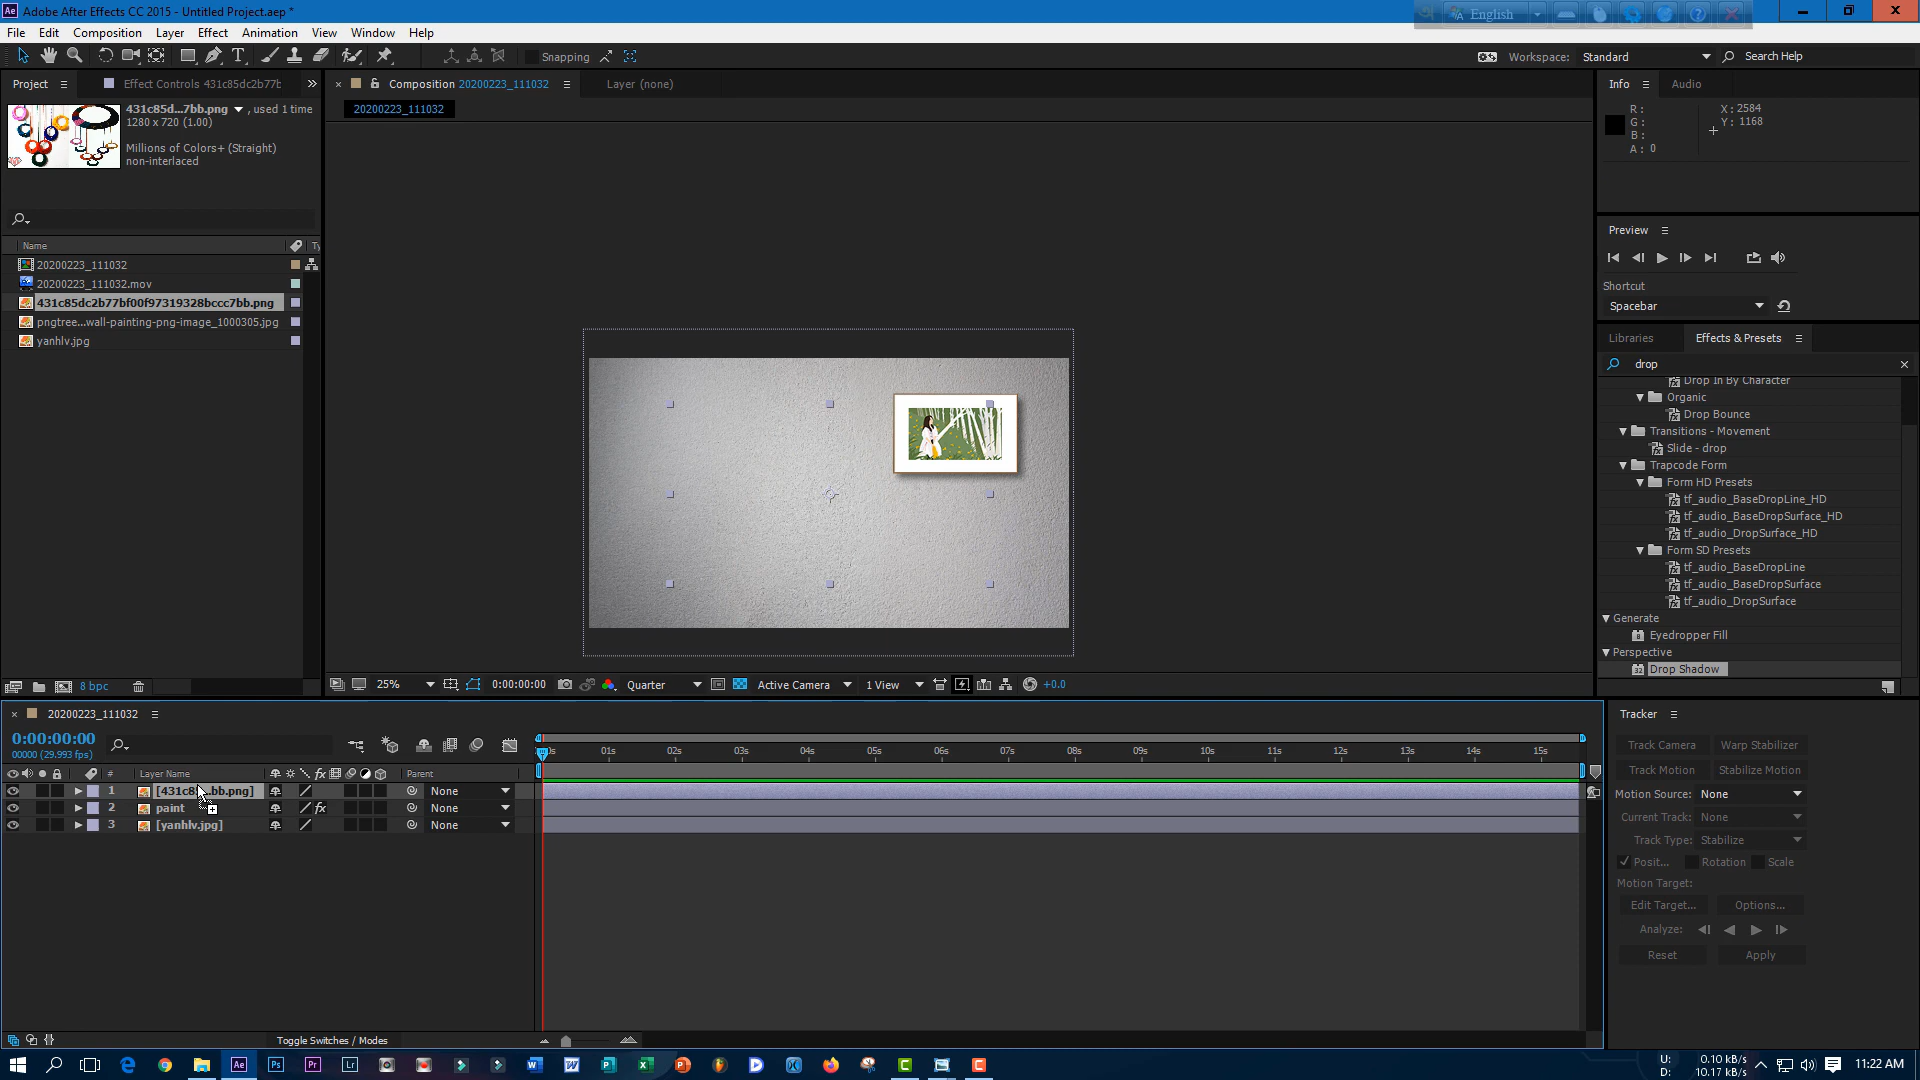 Adobe After Effects CC 2015 - Untitled Project.aep *
English
File Edit Composition Layer Effect Animation View Window Help
Snapping
Workspace: Standard
Search Help
Project
Effect Controls 431c85dc2b77b
Composition 20200223_111032
Layer (none)
Info
Audio
431c85d...7bb.png , used 1 time
1280 x 720 (1.00)
Millions of Colors+ (Straight)
non-interlaced
20200223_111032
R :
G :
B :
A : 0
X : 2584
Y : 1168
Name
Ty
20200223_111032
20200223_111032.mov
431c85dc2b77bf00f97319328bccc7bb.png
pngtree...wall-painting-png-image_1000305.jpg
yanhlv.jpg
Preview
Shortcut
Spacebar
Libraries
Effects & Presets
drop
Drop In By Character
Organic
Drop Bounce
Transitions - Movement
Slide - drop
Trapcode Form
Form HD Presets
tf_audio_BaseDropLine_HD
tf_audio_BaseDropSurface_HD
tf_audio_DropSurface_HD
Form SD Presets
tf_audio_BaseDropLine
tf_audio_BaseDropSurface
tf_audio_DropSurface
Generate
Eyedropper Fill
Perspective
Drop Shadow
8 bpc
25%
0:00:00:00
Quarter
Active Camera
1 View
+0.0
20200223_111032
0:00:00:00
00000 (29.993 fps)
01s 02s 03s 04s 05s 06s 07s 08s 09s 10s 11s 12s 13s 14s 15s
# Layer Name
Parent
1 [431c8...bb.png] None
2 paint None
3 [yanhlv.jpg] None
Toggle Switches / Modes
Tracker
Track Camera
Warp Stabilizer
Track Motion
Stabilize Motion
Motion Source: None
Current Track: None
Track Type: Stabilize
Posit... Rotation Scale
Motion Target:
Edit Target...
Options...
Analyze:
Reset
Apply
U: 0.10 kB/s
D: 10.17 kB/s
11:22 AM